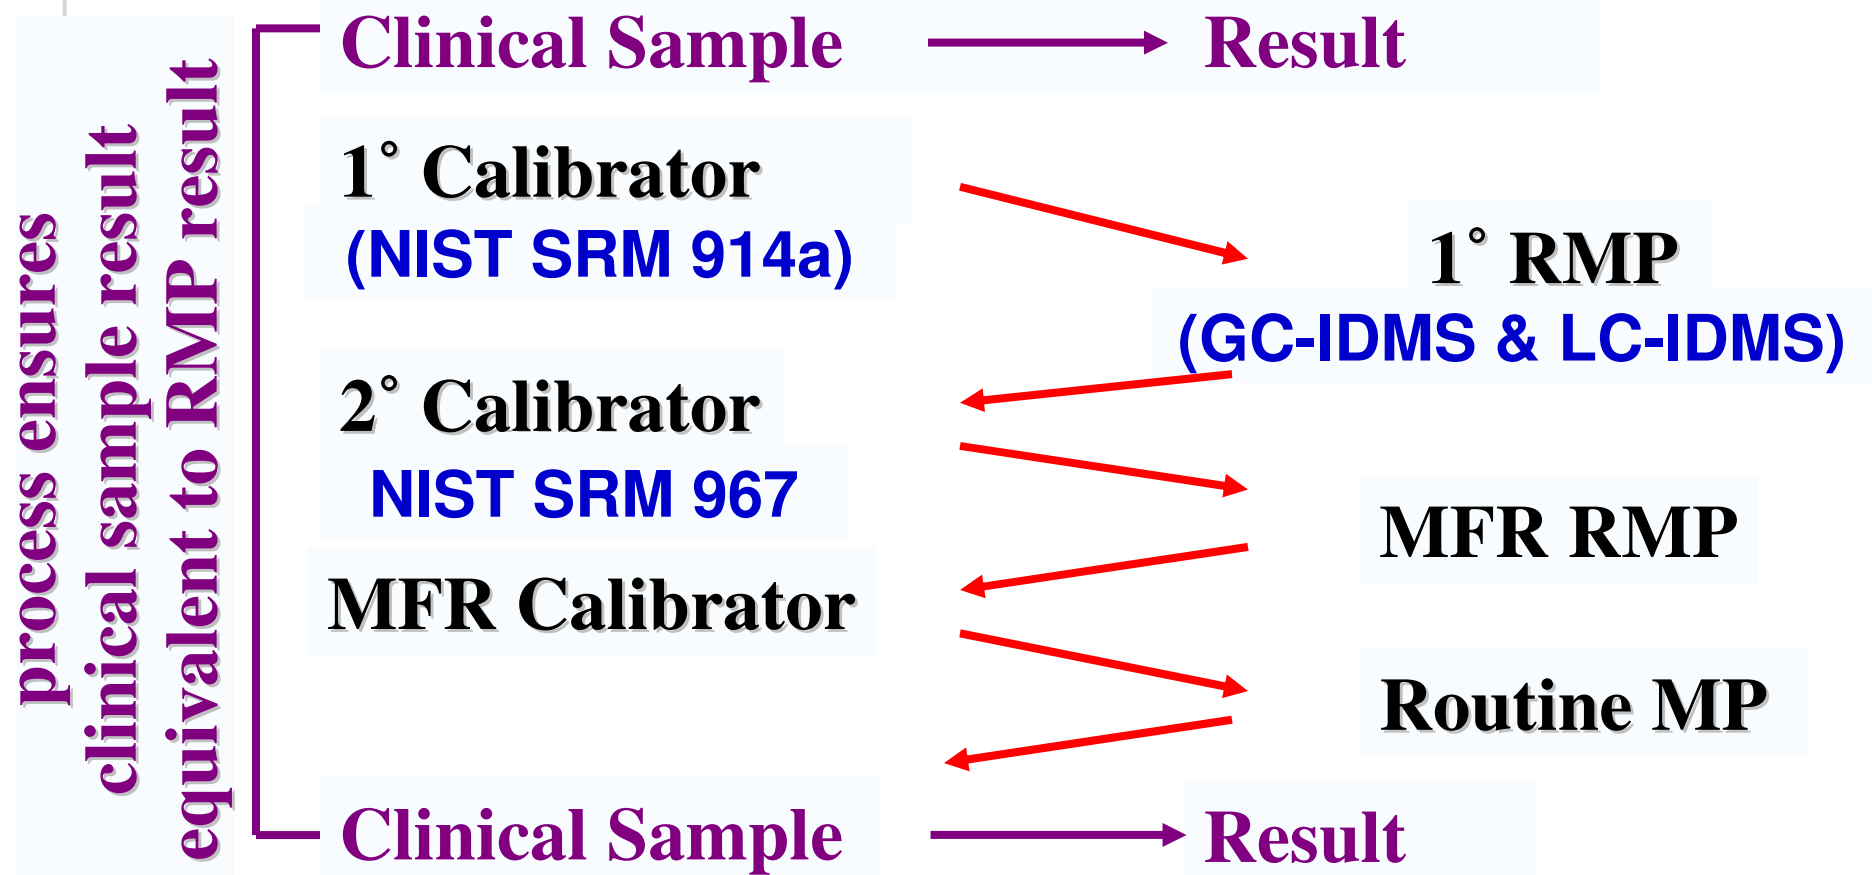 process ensures
clinical sample result
equivalent to RMP result
Clinical Sample
Result
1˚ Calibrator
(NIST SRM 914a)
1˚ RMP
(GC-IDMS & LC-IDMS)
2˚ Calibrator
NIST SRM 967
MFR RMP
MFR Calibrator
Routine MP
Clinical Sample
Result